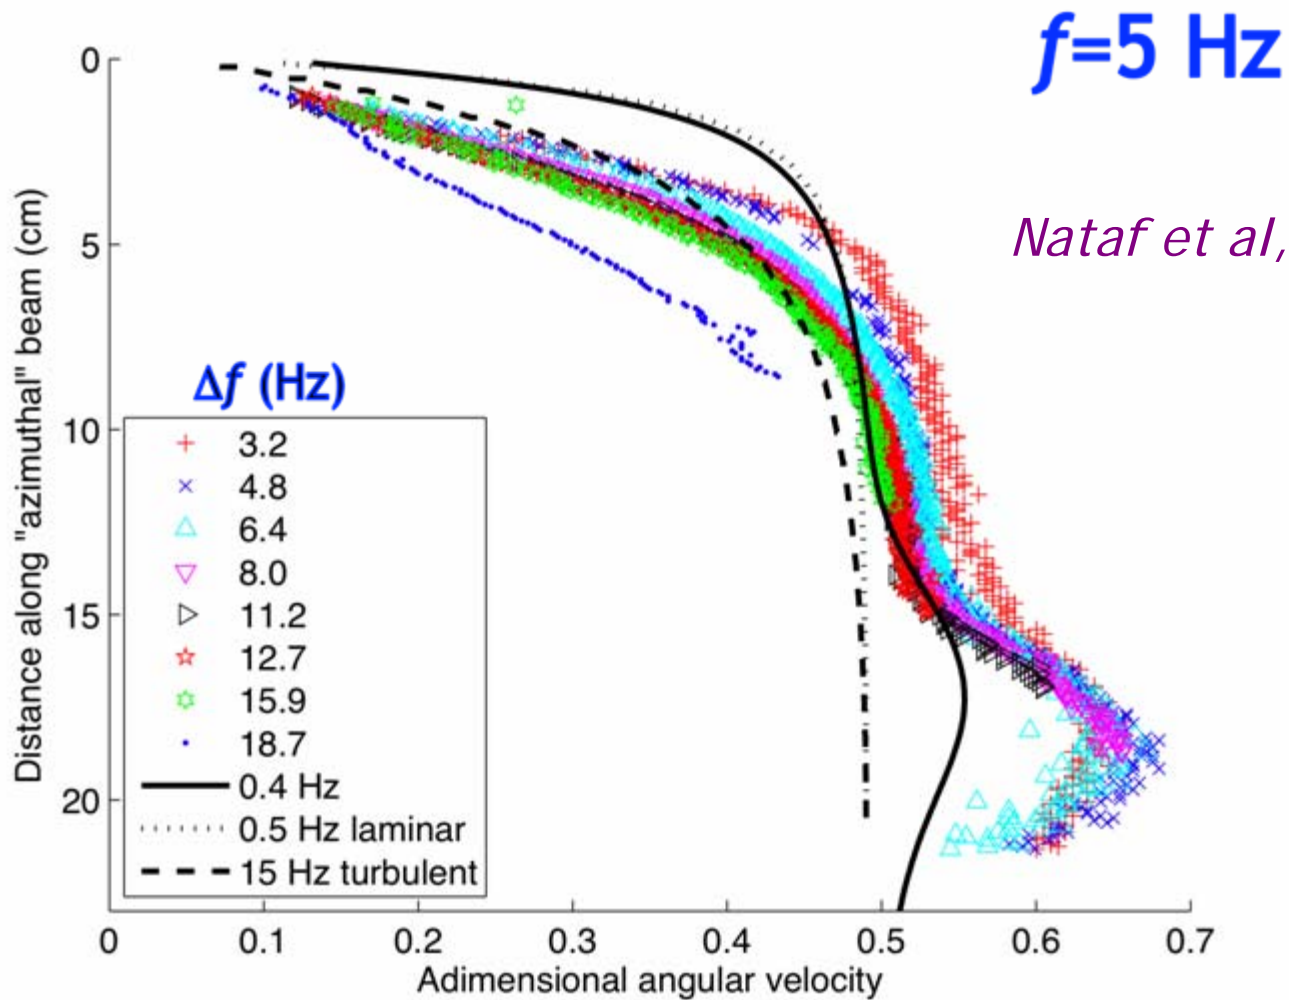 f=5 Hz
Nataf et al,
Distance along "azimuthal" beam (cm)
0
5
10
15
20
Δf (Hz)
3.2
4.8
6.4
8.0
11.2
12.7
15.9
18.7
0.4 Hz
0.5 Hz laminar
15 Hz turbulent
0 0.1 0.2 0.3 0.4 0.5 0.6 0.7
Adimensional angular velocity